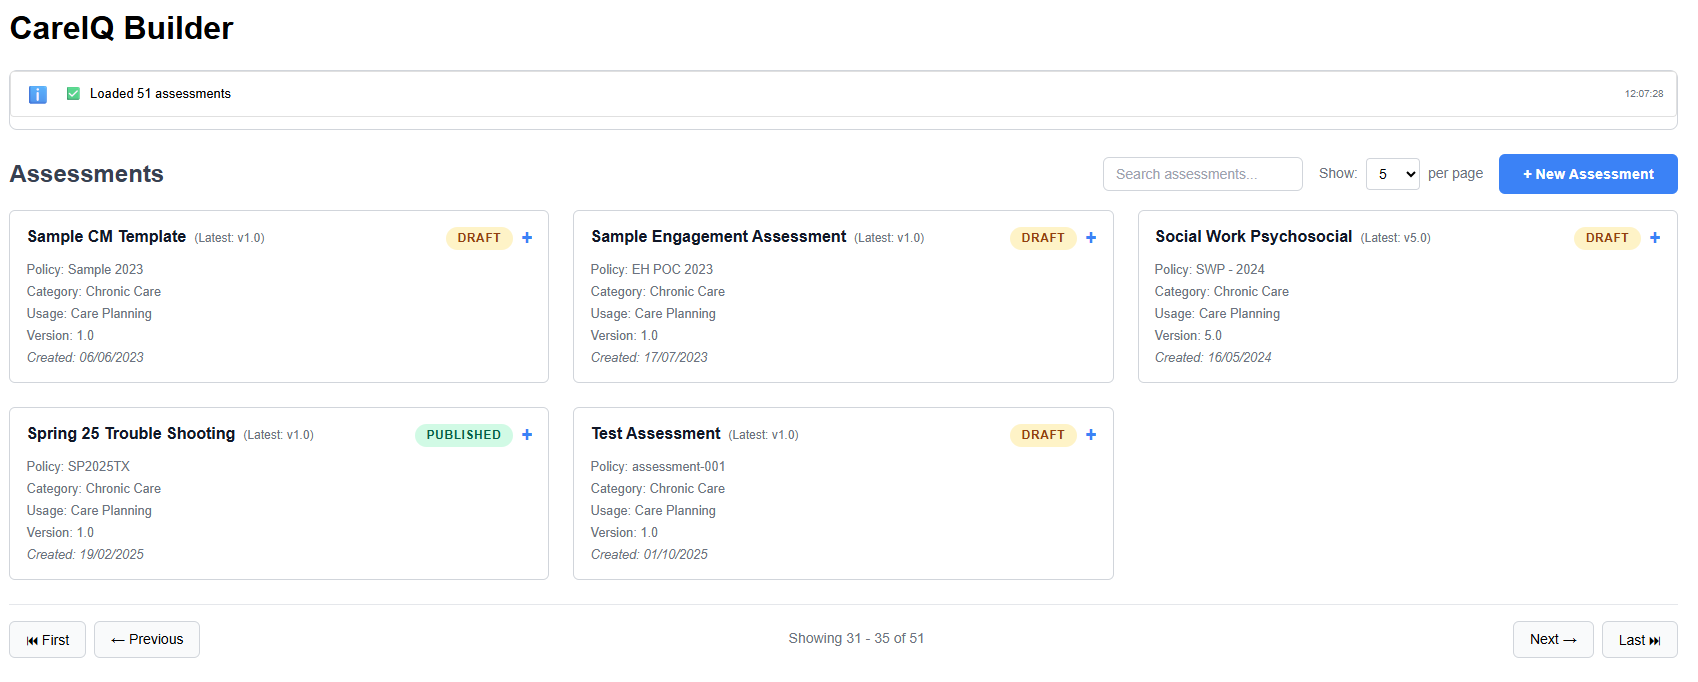 CareIQ Builder
Loaded 51 assessments
12:07:28
Assessments
Search assessments...
Show: 5 per page
+ New Assessment
Sample CM Template (Latest: v1.0) DRAFT +
Policy: Sample 2023
Category: Chronic Care
Usage: Care Planning
Version: 1.0
Created: 06/06/2023
Sample Engagement Assessment (Latest: v1.0) DRAFT +
Policy: EH POC 2023
Category: Chronic Care
Usage: Care Planning
Version: 1.0
Created: 17/07/2023
Social Work Psychosocial (Latest: v5.0) DRAFT +
Policy: SWP - 2024
Category: Chronic Care
Usage: Care Planning
Version: 5.0
Created: 16/05/2024
Spring 25 Trouble Shooting (Latest: v1.0) PUBLISHED +
Policy: SP2025TX
Category: Chronic Care
Usage: Care Planning
Version: 1.0
Created: 19/02/2025
Test Assessment (Latest: v1.0) DRAFT +
Policy: assessment-001
Category: Chronic Care
Usage: Care Planning
Version: 1.0
Created: 01/10/2025
⏮ First
← Previous
Showing 31 - 35 of 51
Next →
Last ⏭